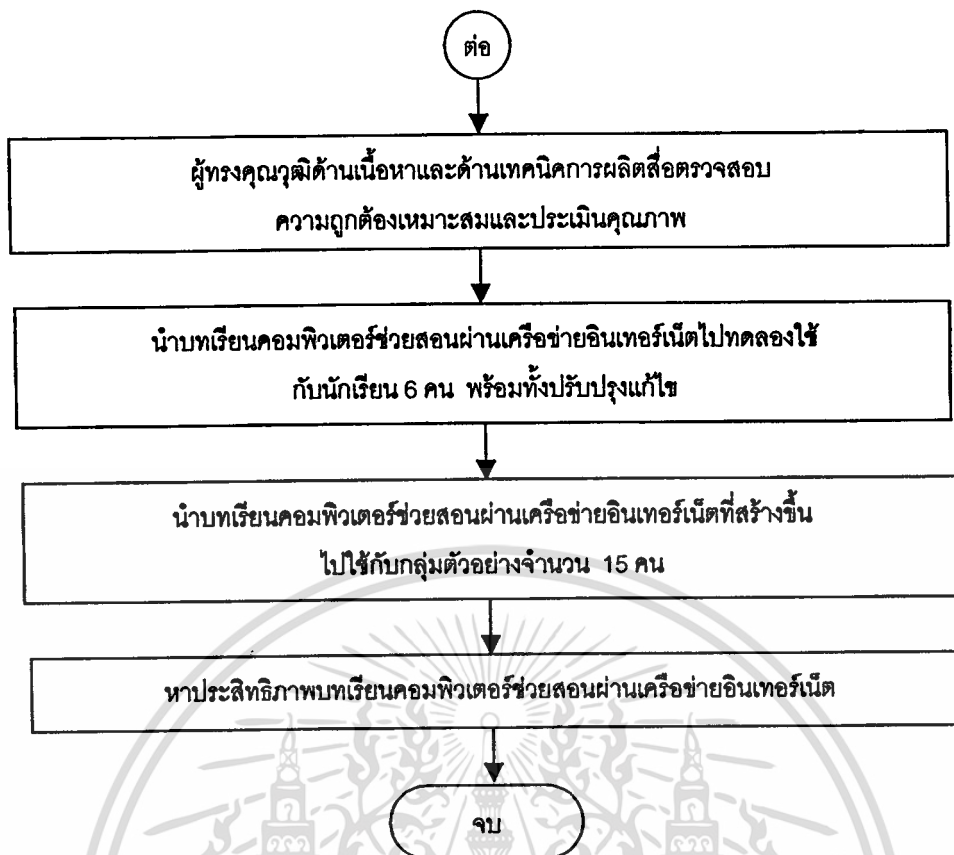 ต่อ
ผู้ทรงคุณวุฒิด้านเนื้อหาและด้านเทคนิคการผลิตสื่อตรวจสอบ
ความถูกต้องเหมาะสมและประเมินคุณภาพ
นำบทเรียนคอมพิวเตอร์ช่วยสอนผ่านเครือข่ายอินเทอร์เน็ตไปทดลองใช้
กับนักเรียน 6 คน พร้อมทั้งปรับปรุงแก้ไข
นำบทเรียนคอมพิวเตอร์ช่วยสอนผ่านเครือข่ายอินเทอร์เน็ตที่สร้างขึ้น
ไปใช้กับกลุ่มตัวอย่างจำนวน 15 คน
หาประสิทธิภาพบทเรียนคอมพิวเตอร์ช่วยสอนผ่านเครือข่ายอินเทอร์เน็ต
จบ